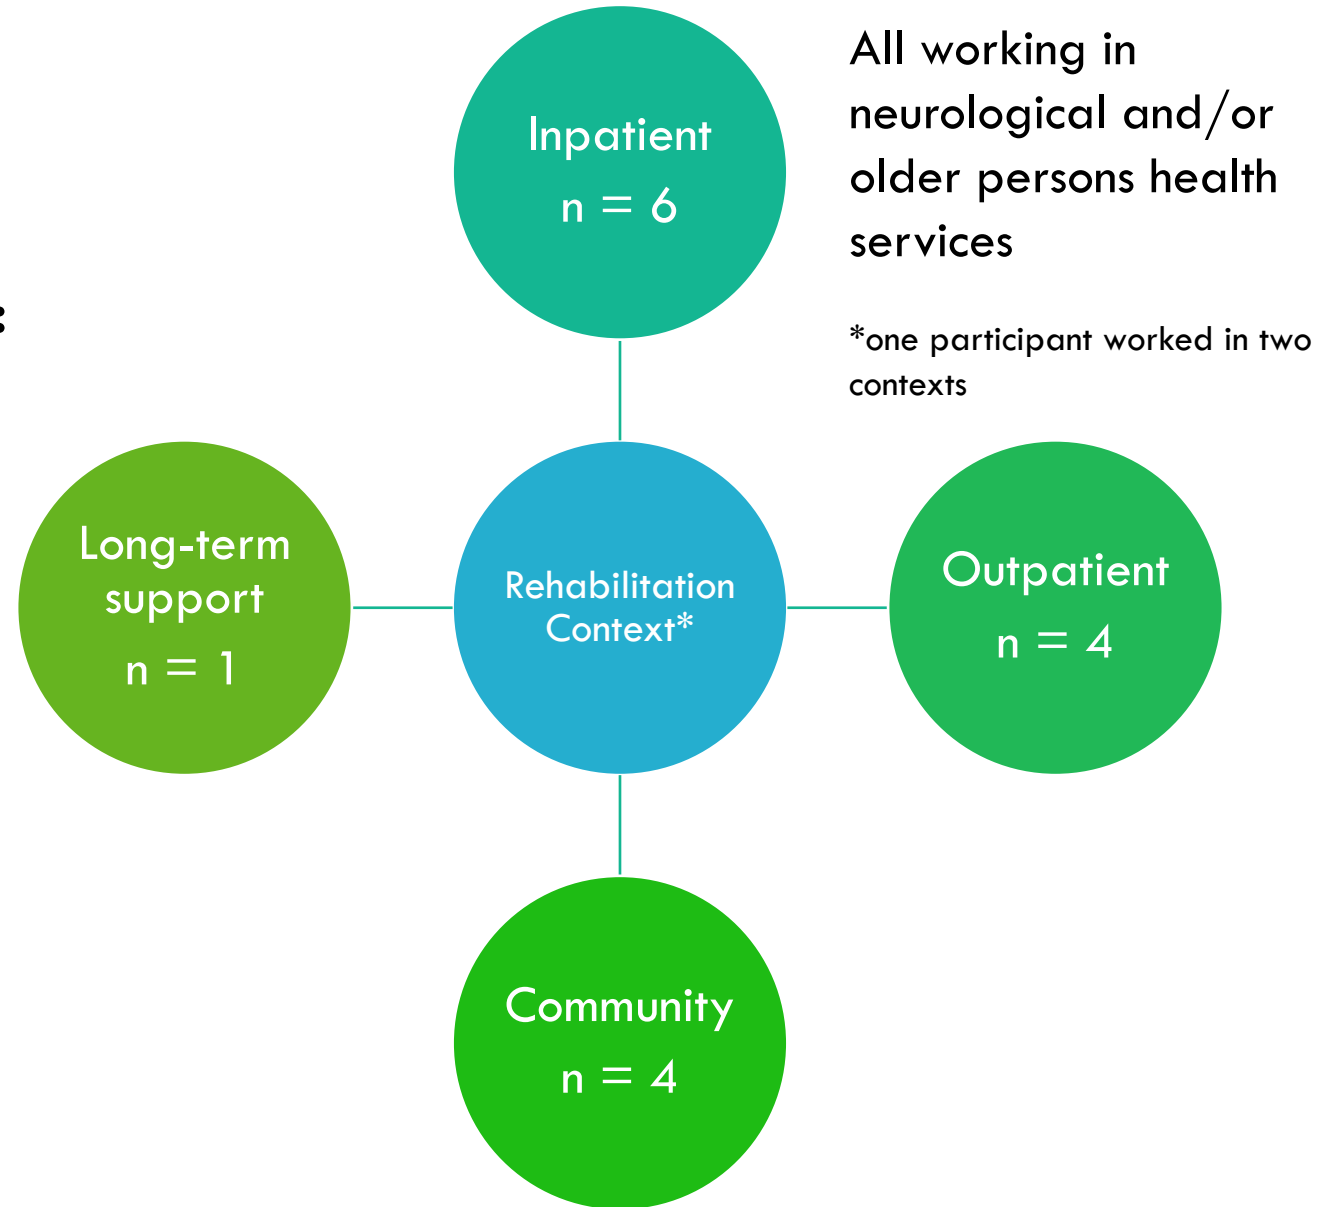 Inpatient
n = 6
All working in
neurological and/or
older persons health
services
*one participant worked in two
contexts
:
Long-term
support
n = 1
Rehabilitation
Context*
Outpatient
n = 4
Community
n = 4